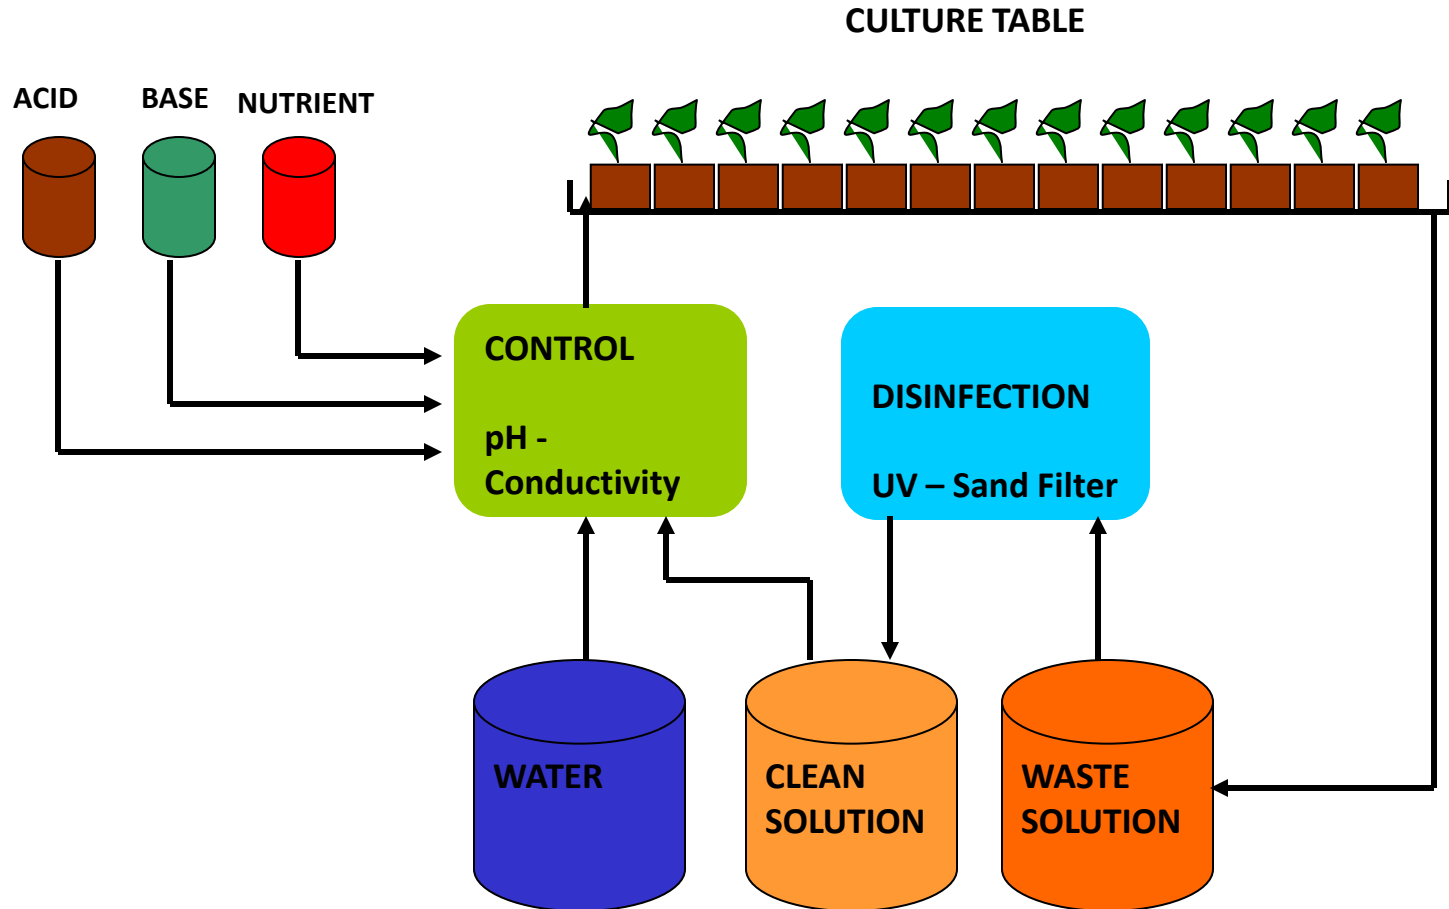 CULTURE TABLE
ACID
BASE
NUTRIENT
CONTROL
pH -
Conductivity
DISINFECTION
UV – Sand Filter
WATER
CLEAN
SOLUTION
WASTE
SOLUTION